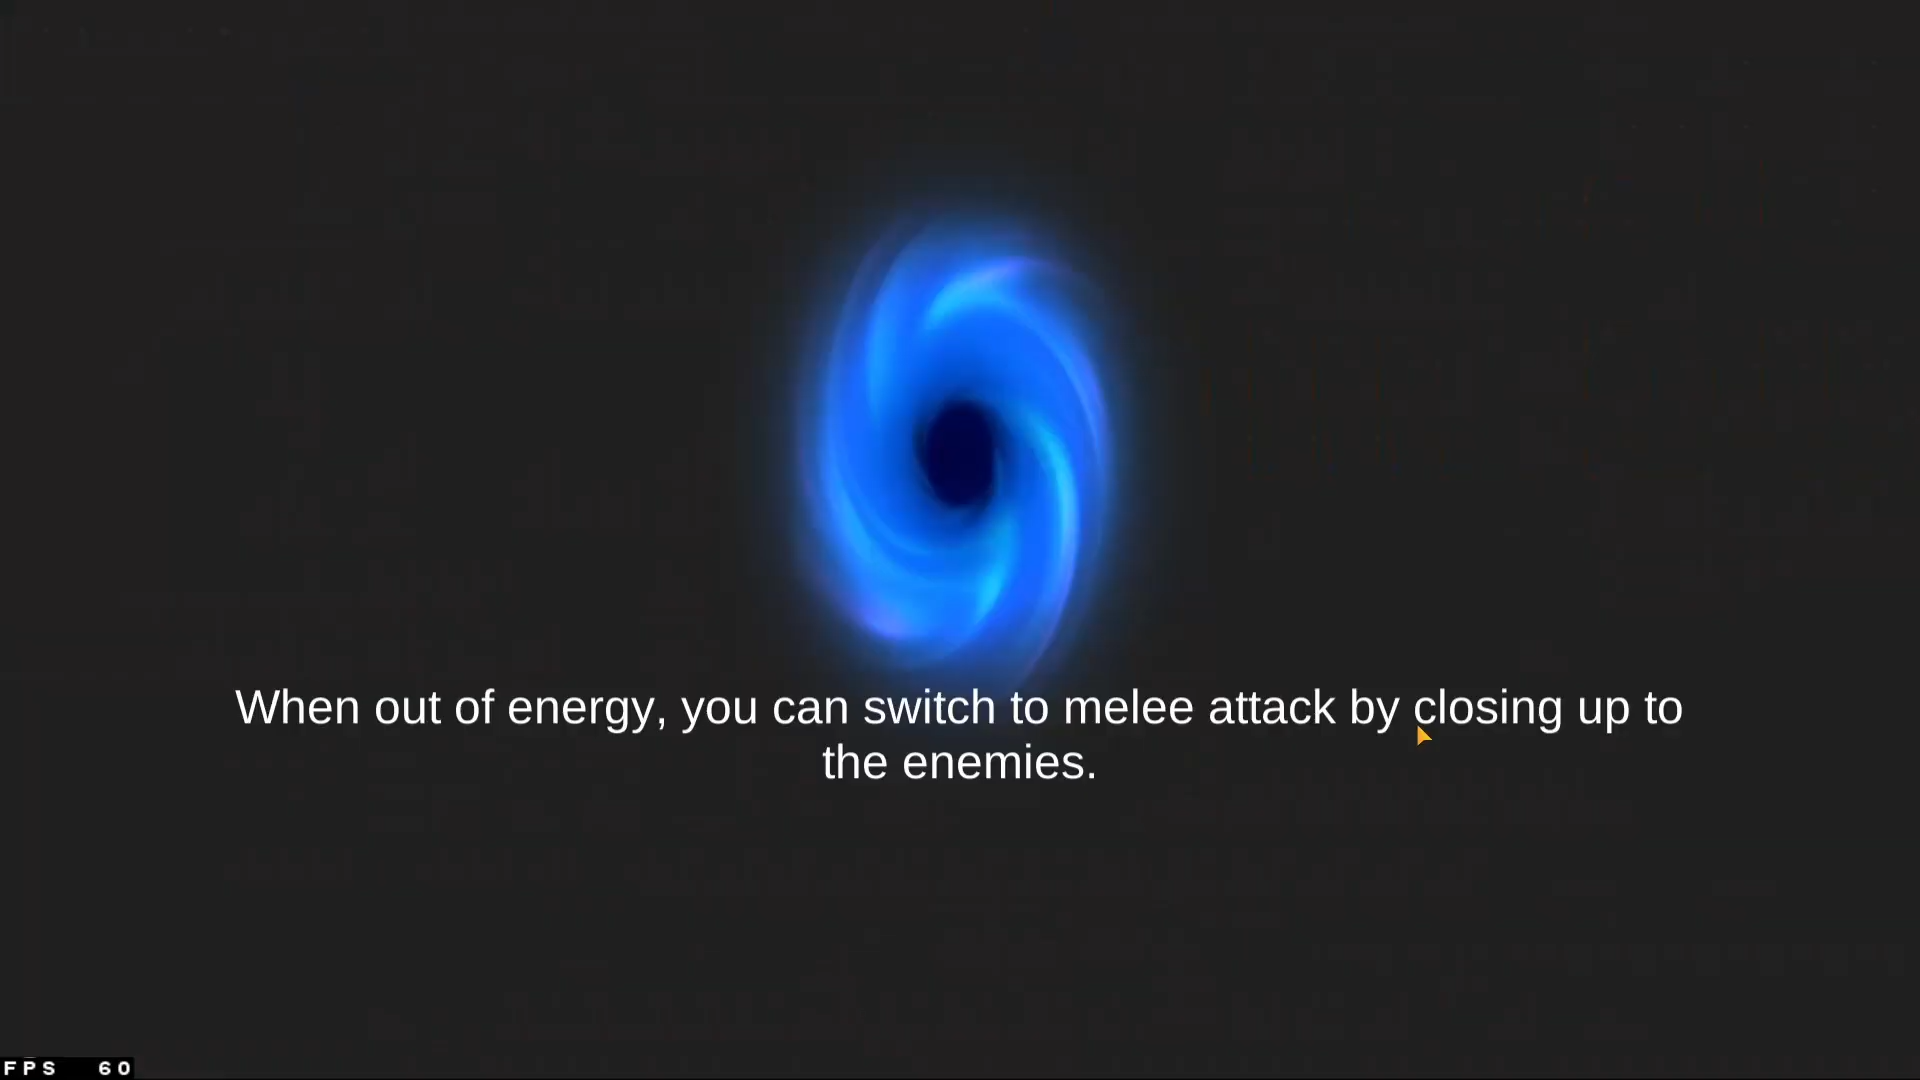 When out of energy, you can switch to melee attack by closing up to
the enemies.
FPS 60